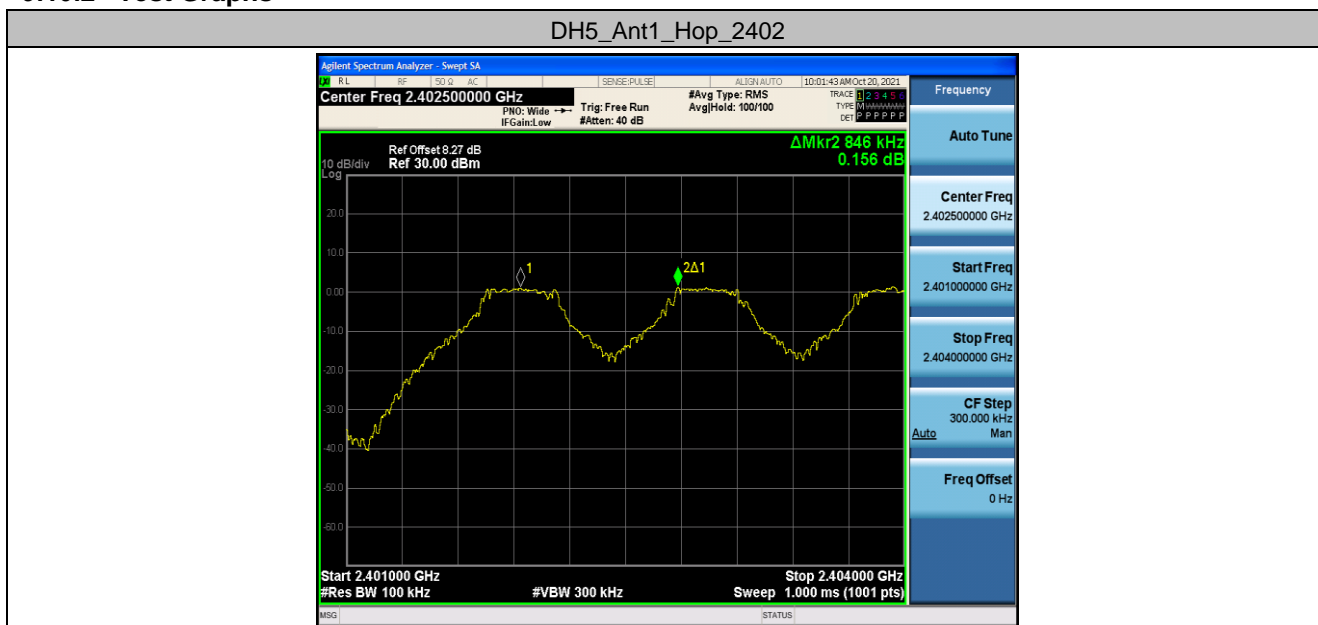 DH5_Ant1_Hop_2402
Agilent Spectrum Analyzer - Swept SA
RL RF 50 Ω AC SENSE:PULSE ALIGN AUTO 10:01:43 AM Oct 20, 2021
Center Freq 2.402500000 GHz
PNO: Wide
IFGain:Low
Trig: Free Run
#Atten: 40 dB
#Avg Type: RMS
Avg|Hold: 100/100
TRACE 1 2 3 4 5 6
TYPE M
DET P P P P P P
Frequency
Ref Offset 8.27 dB
Ref 30.00 dBm
10 dB/div
Log
ΔMkr2 846 kHz
0.156 dB
Auto Tune
Center Freq
2.402500000 GHz
Start Freq
2.401000000 GHz
Stop Freq
2.404000000 GHz
CF Step
300.000 kHz
Auto Man
Freq Offset
0 Hz
20.0
10.0
0.00
-10.0
-20.0
-30.0
-40.0
-50.0
-60.0
1
2Δ1
Start 2.401000 GHz Stop 2.404000 GHz
#Res BW 100 kHz #VBW 300 kHz Sweep 1.000 ms (1001 pts)
MSG STATUS